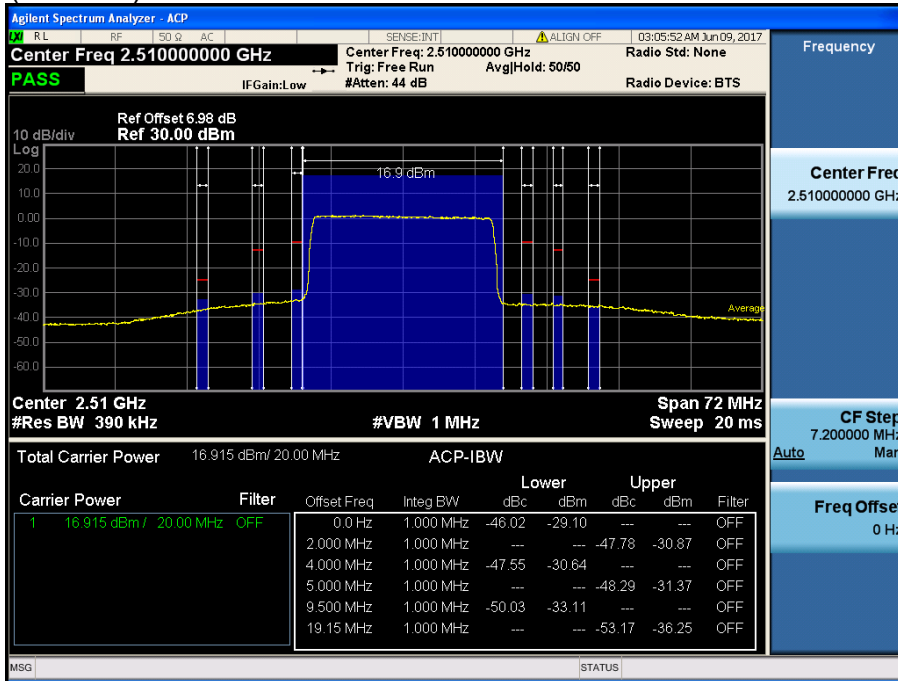 Agilent Spectrum Analyzer - ACP
LXI RL RF 50 Ω AC SENSE:INT ALIGN OFF 03:05:52 AM Jun 09, 2017
Center Freq 2.510000000 GHz Center Freq: 2.510000000 GHz Radio Std: None
Trig: Free Run Avg|Hold: 50/50
PASS IFGain:Low #Atten: 44 dB Radio Device: BTS
Ref Offset 6.98 dB
10 dB/div Ref 30.00 dBm
Log
20.0
16.9 dBm
10.0
0.00
-10.0
-20.0
-30.0
Average
-40.0
-50.0
-60.0
Center 2.51 GHz Span 72 MHz
#Res BW 390 kHz #VBW 1 MHz Sweep 20 ms
Total Carrier Power 16.915 dBm/ 20.00 MHz ACP-IBW
Lower Upper
Carrier Power Filter Offset Freq Integ BW dBc dBm dBc dBm Filter
1 16.915 dBm / 20.00 MHz OFF 0.0 Hz 1.000 MHz -46.02 -29.10 --- --- OFF
2.000 MHz 1.000 MHz --- --- -47.78 -30.87 OFF
4.000 MHz 1.000 MHz -47.55 -30.64 --- --- OFF
5.000 MHz 1.000 MHz --- --- -48.29 -31.37 OFF
9.500 MHz 1.000 MHz -50.03 -33.11 --- --- OFF
19.15 MHz 1.000 MHz --- --- -53.17 -36.25 OFF
MSG STATUS
Frequency
Center Freq
2.510000000 GHz
CF Step
7.200000 MHz
Auto Man
Freq Offset
0 Hz